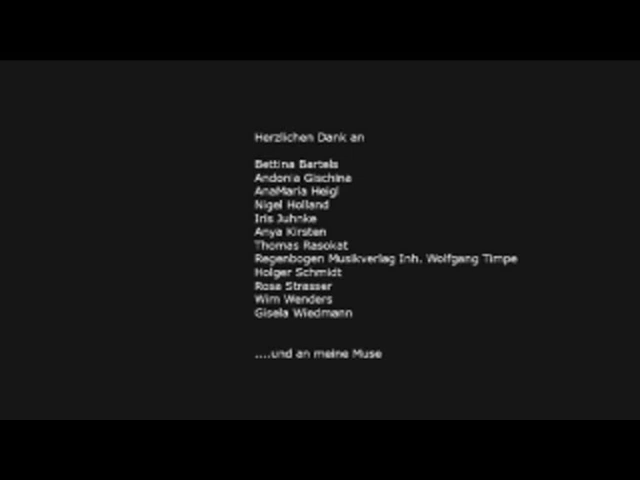 Herzlichen Dank an
Bettina Bartels
Andonia Gischina
AnaMaria Heigl
Nigel Holland
Iris Juhnke
Anya Kirsten
Thomas Rasokat
Regenbogen Musikverlag Inh. Wolfgang Timpe
Holger Schmidt
Rosa Strasser
Wim Wenders
Gisela Wiedmann
....und an meine Muse